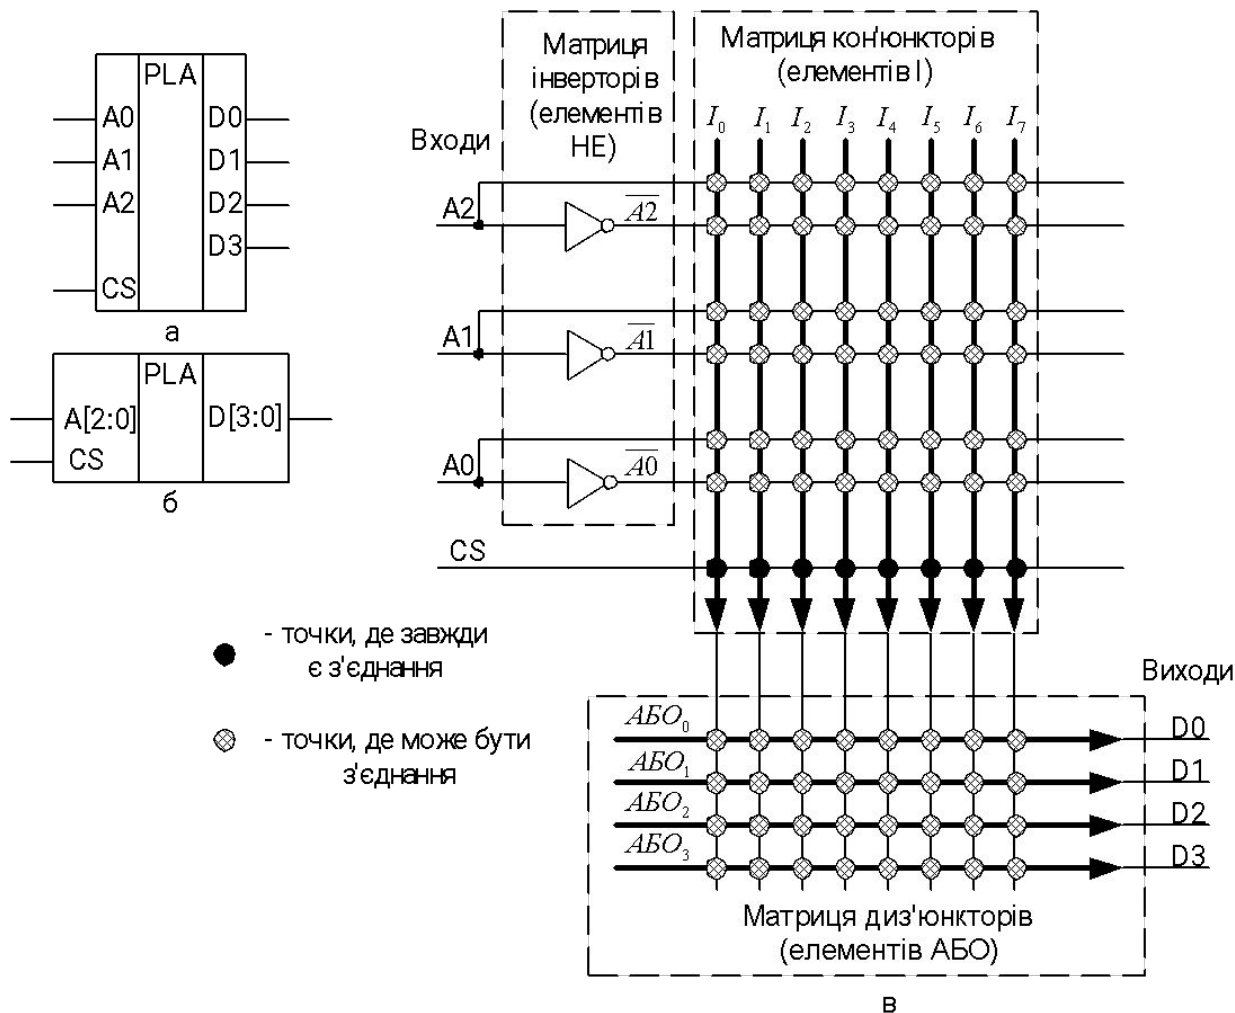 PLA
A0
A1
A2
CS
D0
D1
D2
D3
а
PLA
A[2:0]
CS
D[3:0]
б
Матриця
інверторів
(елементів
НЕ)
Матриця кон'юнкторів
(елементів І)
I₀ I₁ I₂ I₃ I₄ I₅ I₆ I₇
Входи
A2
A̅2̅
A1
A̅1̅
A0
A̅0̅
CS
- точки, де завжди
є з'єднання
- точки, де може бути
з'єднання
Виходи
АБО₀
D0
АБО₁
D1
АБО₂
D2
АБО₃
D3
Матриця диз'юнкторів
(елементів АБО)
в